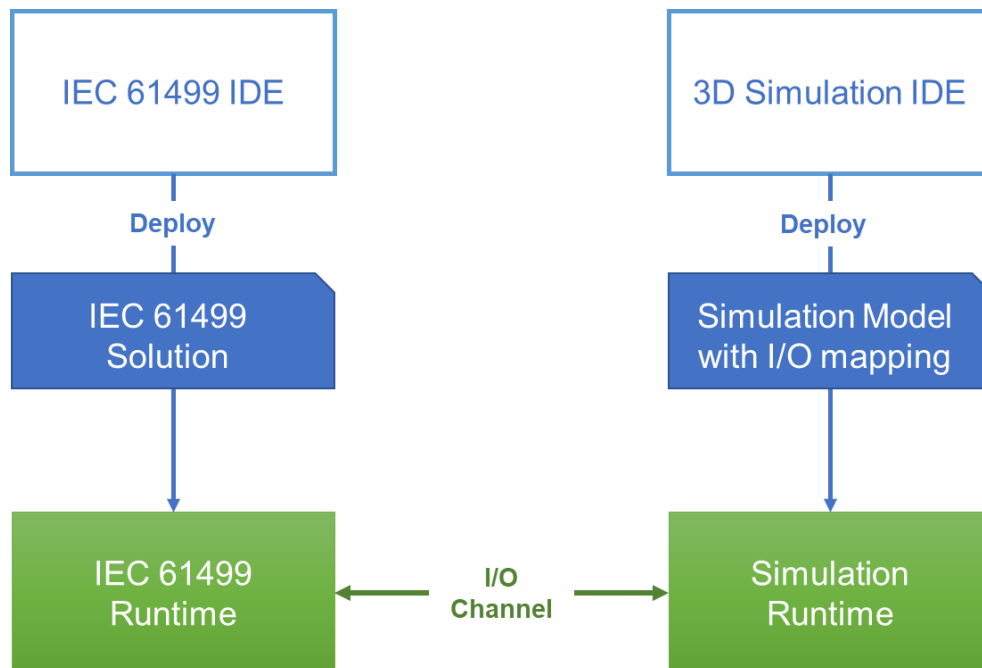 IEC 61499 IDE
3D Simulation IDE
Deploy
Deploy
IEC 61499
Solution
Simulation Model
with I/O mapping
IEC 61499
Runtime
I/O
Channel
Simulation
Runtime